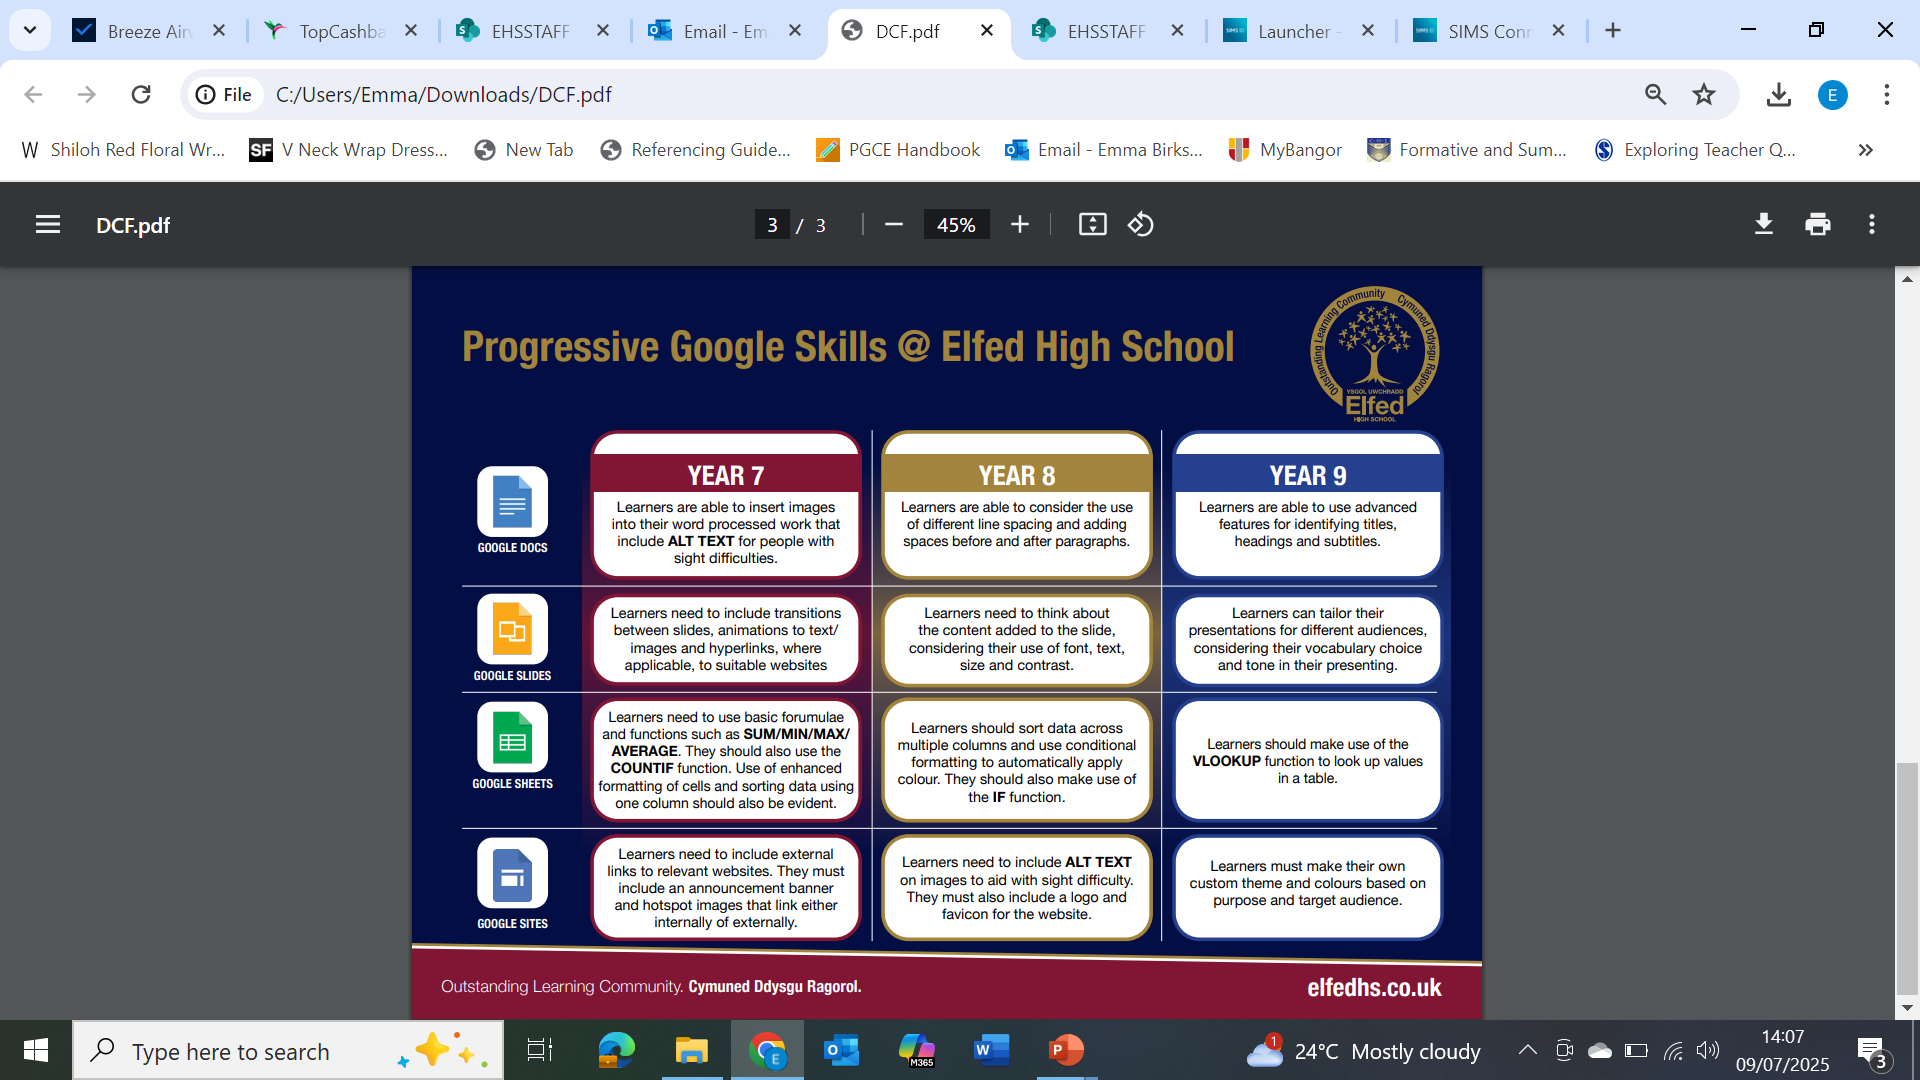 Breeze Air
TopCashba
EHSSTAFF
Email - Em
DCF.pdf
EHSSTAFF
Launcher -
SIMS Conn
File
C:/Users/Emma/Downloads/DCF.pdf
E
Shiloh Red Floral Wr...
V Neck Wrap Dress...
New Tab
Referencing Guide...
PGCE Handbook
Email - Emma Birks...
MyBangor
Formative and Sum...
Exploring Teacher Q...
DCF.pdf
3 / 3
45%
Progressive Google Skills @ Elfed High School
Outstanding Learning Community
Cymuned Ddysgu Ragorol
YSGOL UWCHRADD
Elfed
HIGH SCHOOL
YEAR 7
YEAR 8
YEAR 9
GOOGLE DOCS
Learners are able to insert images
into their word processed work that
include ALT TEXT for people with
sight difficulties.
Learners are able to consider the use
of different line spacing and adding
spaces before and after paragraphs.
Learners are able to use advanced
features for identifying titles,
headings and subtitles.
GOOGLE SLIDES
Learners need to include transitions
between slides, animations to text/
images and hyperlinks, where
applicable, to suitable websites
Learners need to think about
the content added to the slide,
considering their use of font, text,
size and contrast.
Learners can tailor their
presentations for different audiences,
considering their vocabulary choice
and tone in their presenting.
GOOGLE SHEETS
Learners need to use basic forumulae
and functions such as SUM/MIN/MAX/
AVERAGE. They should also use the
COUNTIF function. Use of enhanced
formatting of cells and sorting data using
one column should also be evident.
Learners should sort data across
multiple columns and use conditional
formatting to automatically apply
colour. They should also make use of
the IF function.
Learners should make use of the
VLOOKUP function to look up values
in a table.
GOOGLE SITES
Learners need to include external
links to relevant websites. They must
include an announcement banner
and hotspot images that link either
internally of externally.
Learners need to include ALT TEXT
on images to aid with sight difficulty.
They must also include a logo and
favicon for the website.
Learners must make their own
custom theme and colours based on
purpose and target audience.
Outstanding Learning Community. Cymuned Ddysgu Ragorol.
elfedhs.co.uk
Type here to search
M365
1
24°C Mostly cloudy
14:07
09/07/2025
3